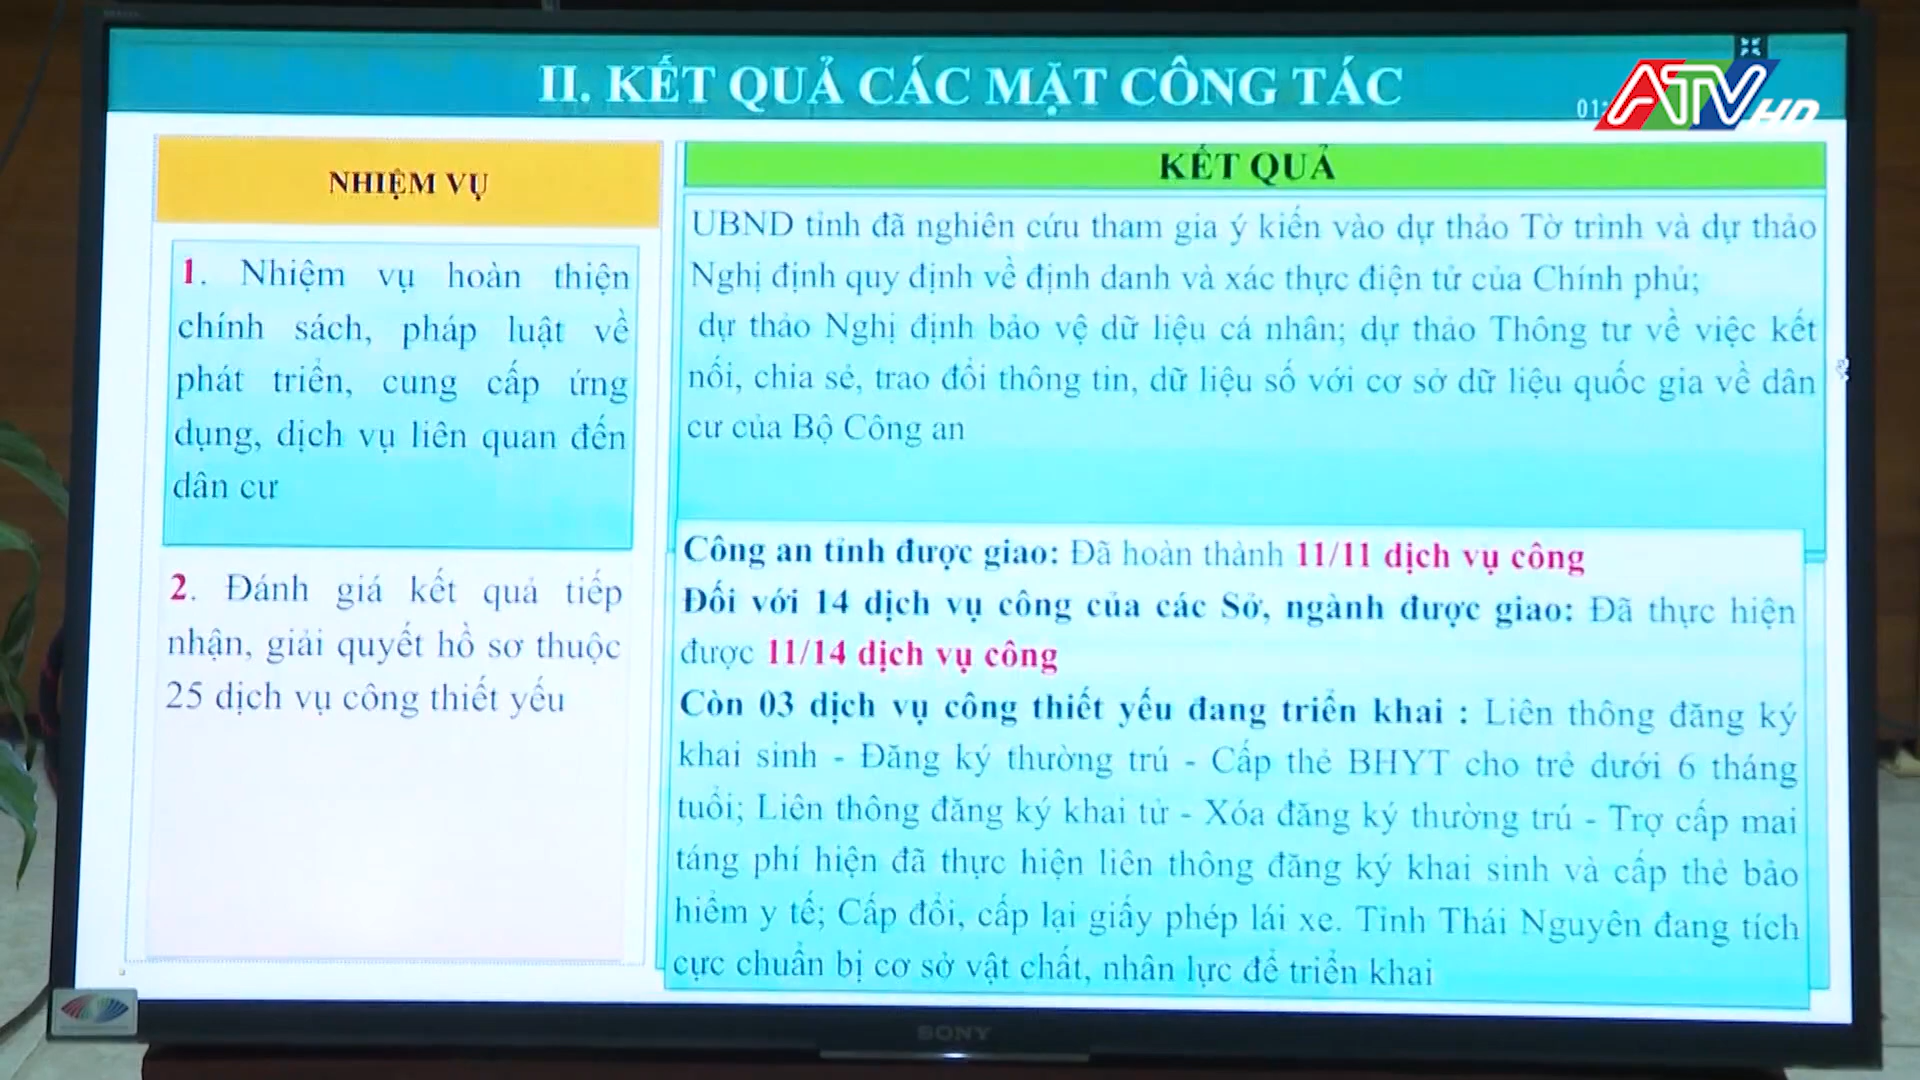 II. KẾT QUẢ CÁC MẶT CÔNG TÁC
01:
ATV HD
NHIỆM VỤ
1. Nhiệm vụ hoàn thiện
chính sách, pháp luật về
phát triển, cung cấp ứng
dụng, dịch vụ liên quan đến
dân cư
2. Đánh giá kết quả tiếp
nhận, giải quyết hồ sơ thuộc
25 dịch vụ công thiết yếu
KẾT QUẢ
UBND tỉnh đã nghiên cứu tham gia ý kiến vào dự thảo Tờ trình và dự thảo
Nghị định quy định về định danh và xác thực điện tử của Chính phủ;
dự thảo Nghị định bảo vệ dữ liệu cá nhân; dự thảo Thông tư về việc kết
nối, chia sẻ, trao đổi thông tin, dữ liệu số với cơ sở dữ liệu quốc gia về dân
cư của Bộ Công an
Công an tỉnh được giao: Đã hoàn thành 11/11 dịch vụ công
Đối với 14 dịch vụ công của các Sở, ngành được giao: Đã thực hiện
được 11/14 dịch vụ công
Còn 03 dịch vụ công thiết yếu đang triển khai : Liên thông đăng ký
khai sinh - Đăng ký thường trú - Cấp thẻ BHYT cho trẻ dưới 6 tháng
tuổi; Liên thông đăng ký khai tử - Xóa đăng ký thường trú - Trợ cấp mai
táng phí hiện đã thực hiện liên thông đăng ký khai sinh và cấp thẻ bảo
hiểm y tế; Cấp đổi, cấp lại giấy phép lái xe. Tỉnh Thái Nguyên đang tích
cực chuẩn bị cơ sở vật chất, nhân lực để triển khai
SONY